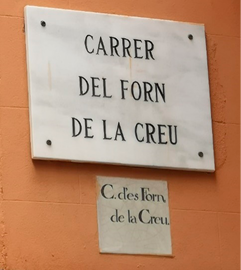 CARRER
DEL FORN
DE LA CREU
C. d'es Forn
de la Creu.